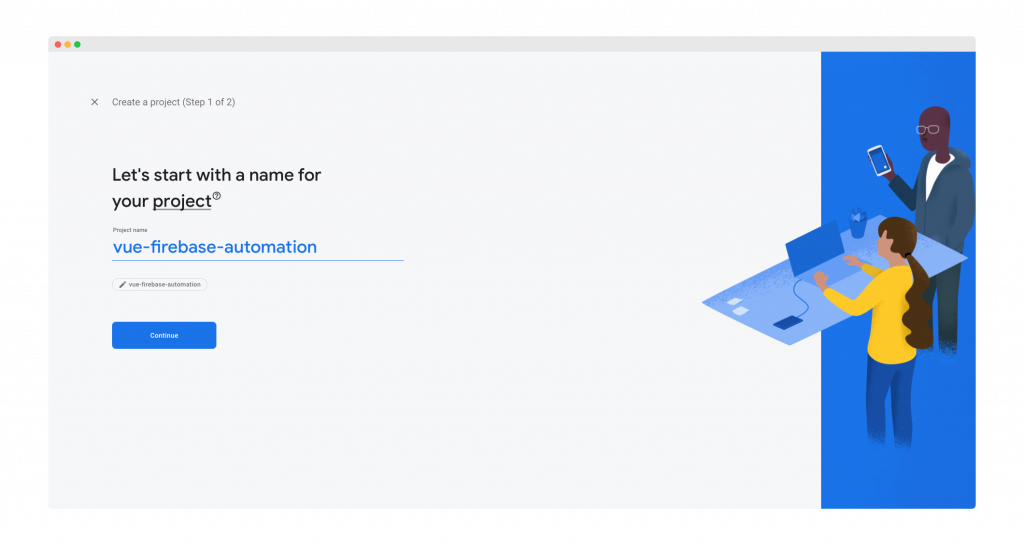 Create a project (Step 1 of 2)
Let's start with a name for
your project
Project name
vue-firebase-automation
vue-firebase-automation
Continue